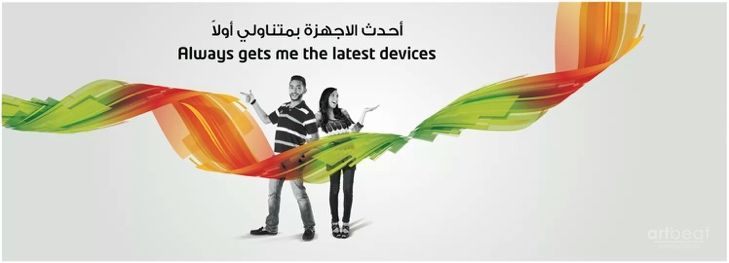 أحدث الاجهزة بمتناولي أولاً
Always gets me the latest devices
artbeat